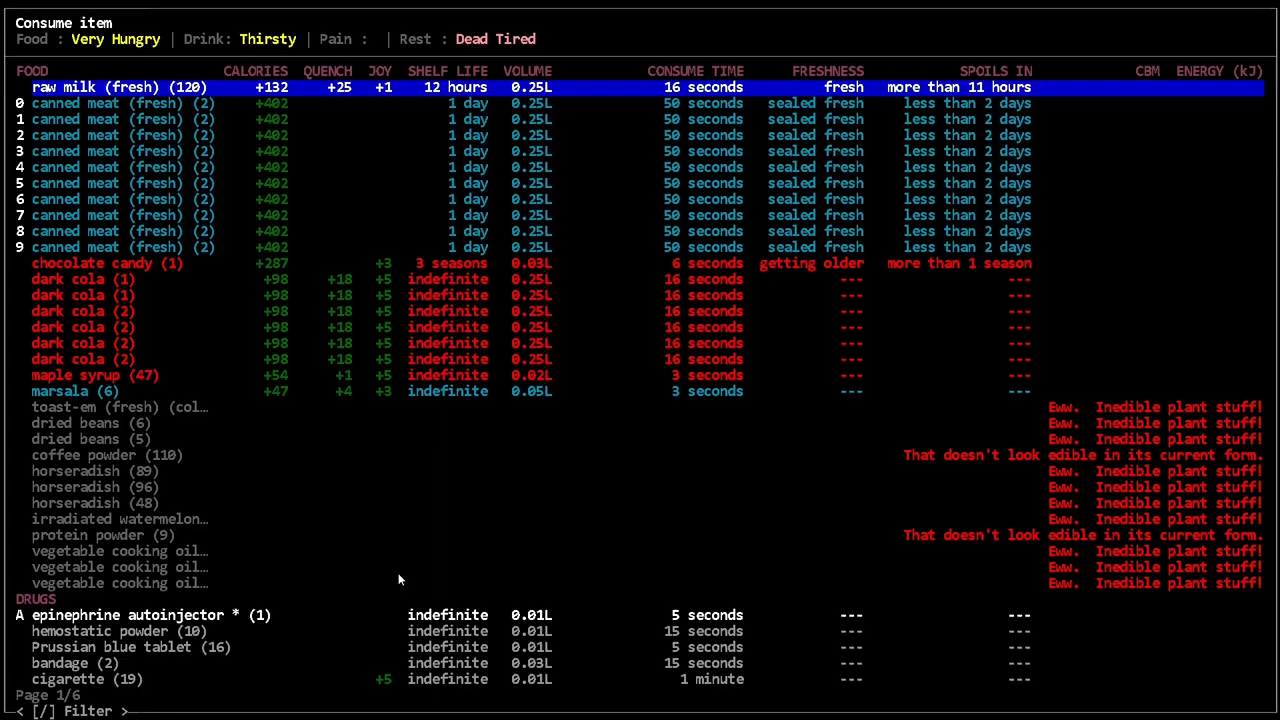 Consume item
Food : Very Hungry | Drink: Thirsty | Pain :  | Rest : Dead Tired
FOOD CALORIES QUENCH JOY SHELF LIFE VOLUME CONSUME TIME FRESHNESS SPOILS IN CBM ENERGY (kJ)
raw milk (fresh) (120) +132 +25 +1 12 hours 0.25L 16 seconds fresh more than 11 hours
0 canned meat (fresh) (2) +402 1 day 0.25L 50 seconds sealed fresh less than 2 days
1 canned meat (fresh) (2) +402 1 day 0.25L 50 seconds sealed fresh less than 2 days
2 canned meat (fresh) (2) +402 1 day 0.25L 50 seconds sealed fresh less than 2 days
3 canned meat (fresh) (2) +402 1 day 0.25L 50 seconds sealed fresh less than 2 days
4 canned meat (fresh) (2) +402 1 day 0.25L 50 seconds sealed fresh less than 2 days
5 canned meat (fresh) (2) +402 1 day 0.25L 50 seconds sealed fresh less than 2 days
6 canned meat (fresh) (2) +402 1 day 0.25L 50 seconds sealed fresh less than 2 days
7 canned meat (fresh) (2) +402 1 day 0.25L 50 seconds sealed fresh less than 2 days
8 canned meat (fresh) (2) +402 1 day 0.25L 50 seconds sealed fresh less than 2 days
9 canned meat (fresh) (2) +402 1 day 0.25L 50 seconds sealed fresh less than 2 days
chocolate candy (1) +287 +3 3 seasons 0.03L 6 seconds getting older more than 1 season
dark cola (1) +98 +18 +5 indefinite 0.25L 16 seconds --- ---
dark cola (1) +98 +18 +5 indefinite 0.25L 16 seconds --- ---
dark cola (2) +98 +18 +5 indefinite 0.25L 16 seconds --- ---
dark cola (2) +98 +18 +5 indefinite 0.25L 16 seconds --- ---
dark cola (2) +98 +18 +5 indefinite 0.25L 16 seconds --- ---
dark cola (2) +98 +18 +5 indefinite 0.25L 16 seconds --- ---
maple syrup (47) +54 +1 +5 indefinite 0.02L 3 seconds --- ---
marsala (6) +47 +4 +3 indefinite 0.05L 3 seconds --- ---
toast-em (fresh) (col… Eww. Inedible plant stuff!
dried beans (6) Eww. Inedible plant stuff!
dried beans (5) Eww. Inedible plant stuff!
coffee powder (110) That doesn't look edible in its current form.
horseradish (89) Eww. Inedible plant stuff!
horseradish (96) Eww. Inedible plant stuff!
horseradish (48) Eww. Inedible plant stuff!
irradiated watermelon… Eww. Inedible plant stuff!
protein powder (9) That doesn't look edible in its current form.
vegetable cooking oil… Eww. Inedible plant stuff!
vegetable cooking oil… Eww. Inedible plant stuff!
vegetable cooking oil… Eww. Inedible plant stuff!
DRUGS
A epinephrine autoinjector * (1) indefinite 0.01L 5 seconds --- ---
hemostatic powder (10) indefinite 0.01L 15 seconds --- ---
Prussian blue tablet (16) indefinite 0.01L 5 seconds --- ---
bandage (2) indefinite 0.03L 15 seconds --- ---
cigarette (19) +5 indefinite 0.01L 1 minute --- ---
Page 1/6
< [/] Filter >